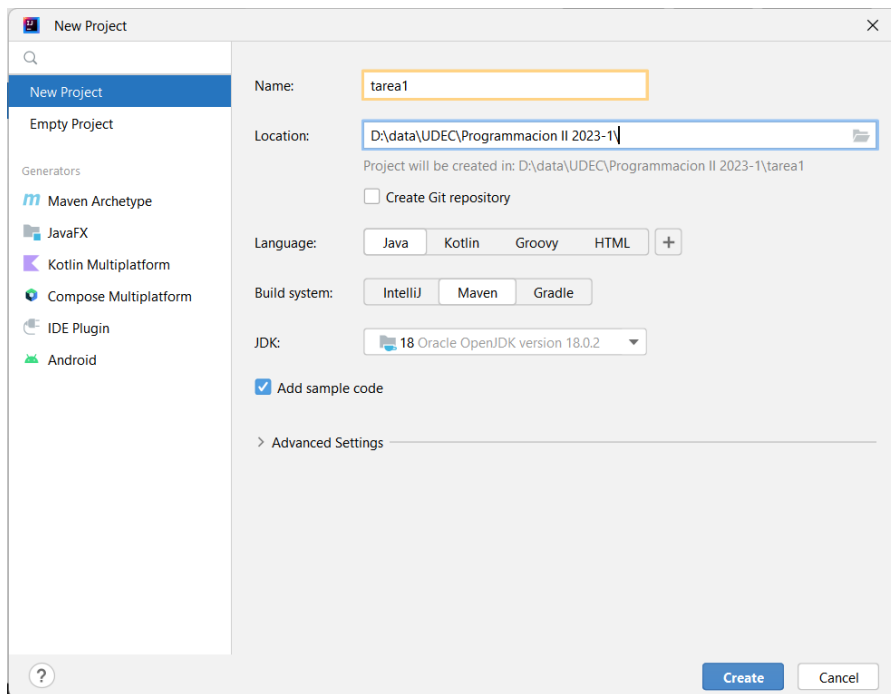 New Project
New Project
Empty Project
Generators
Maven Archetype
JavaFX
Kotlin Multiplatform
Compose Multiplatform
IDE Plugin
Android
Name: tarea1
Location: D:\data\UDEC\Programmacion II 2023-1\
Project will be created in: D:\data\UDEC\Programmacion II 2023-1\tarea1
Create Git repository
Language: Java Kotlin Groovy HTML +
Build system: IntelliJ Maven Gradle
JDK: 18 Oracle OpenJDK version 18.0.2
Add sample code
Advanced Settings
? Create Cancel